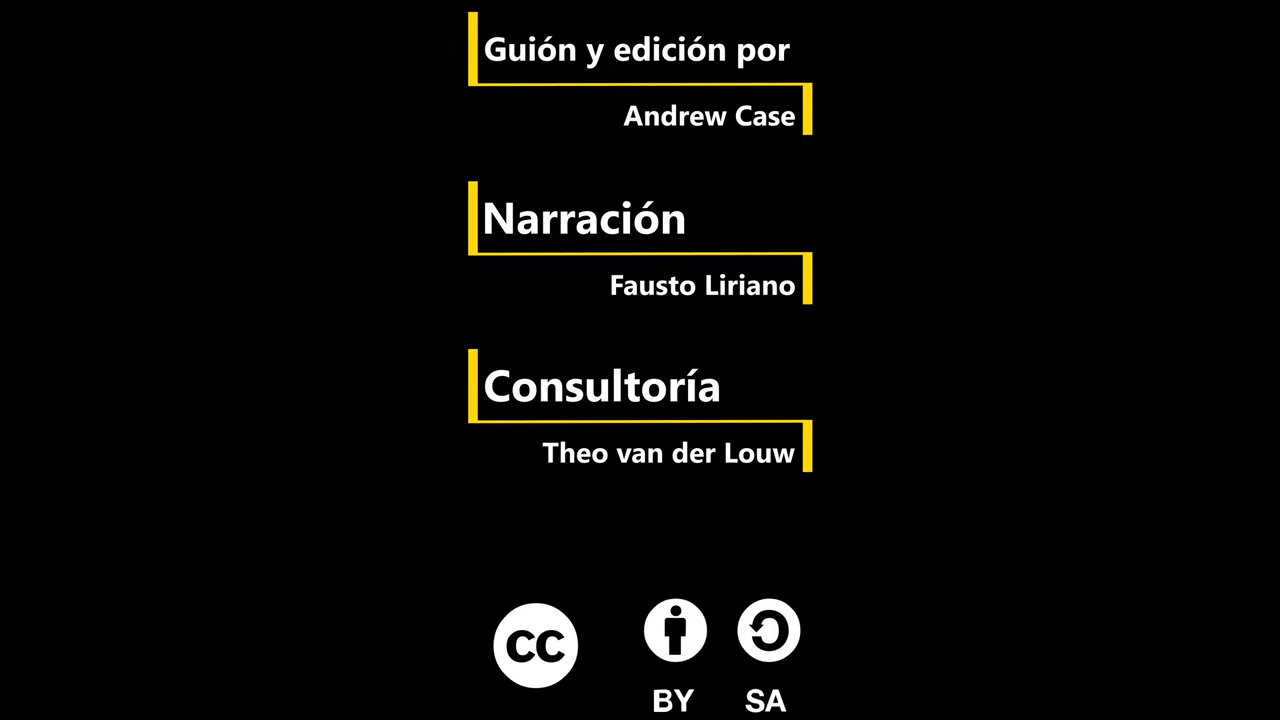 Guión y edición por
Andrew Case
Narración
Fausto Liriano
Consultoría
Theo van der Louw
cc
BY SA